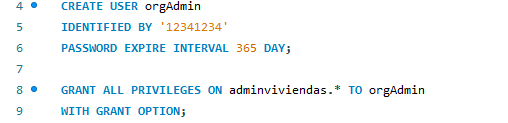 4 CREATE USER orgAdmin
5 IDENTIFIED BY '12341234'
6 PASSWORD EXPIRE INTERVAL 365 DAY;
7
8 GRANT ALL PRIVILEGES ON adminviviendas.* TO orgAdmin
9 WITH GRANT OPTION;